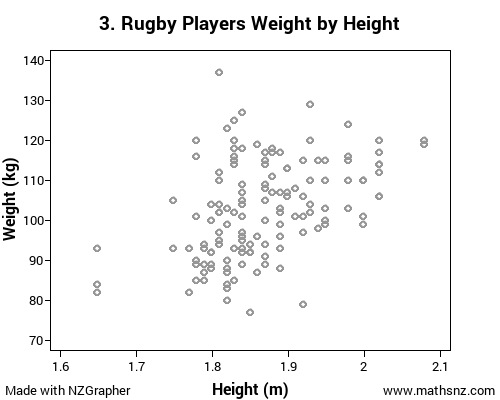 3. Rugby Players Weight by Height
Weight (kg)
140
130
120
110
100
90
80
70
1.6 1.7 1.8 1.9 2 2.1
Made with NZGrapher Height (m) www.mathsnz.com